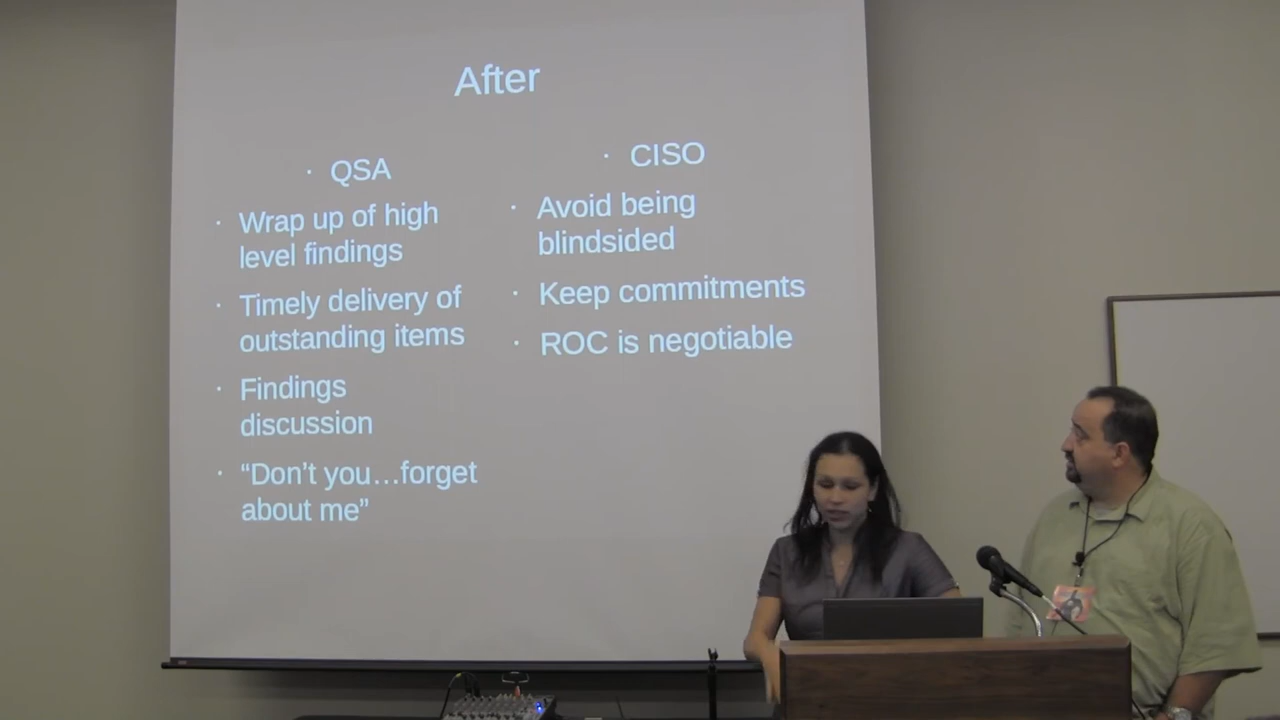 After
· QSA
· Wrap up of high
level findings
· Timely delivery of
outstanding items
· Findings
discussion
· “Don’t you…forget
about me”
· CISO
· Avoid being
blindsided
· Keep commitments
· ROC is negotiable